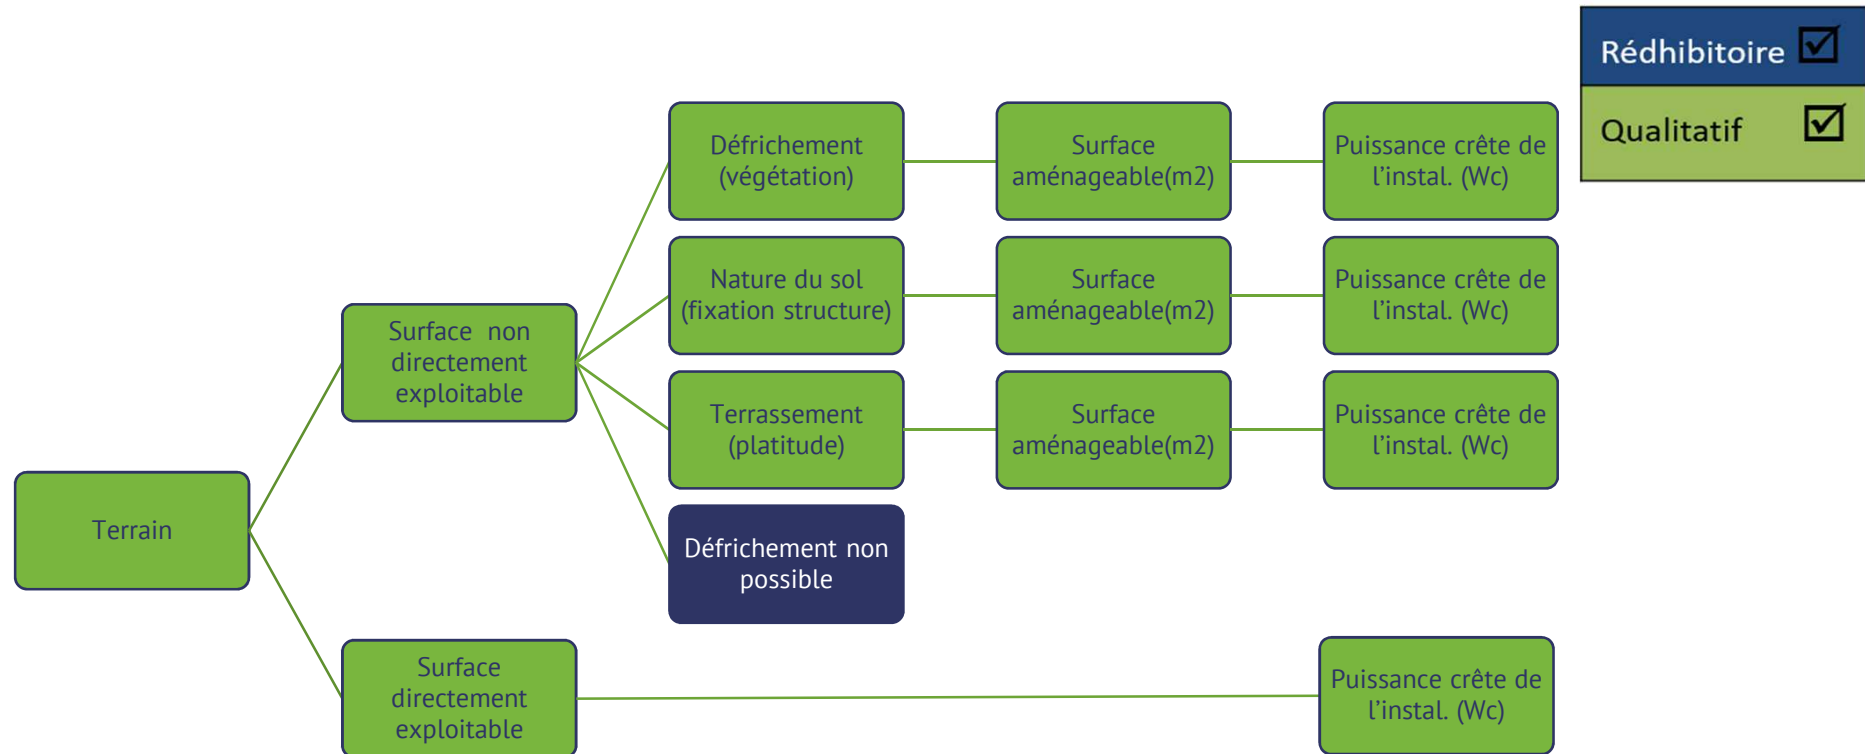 Rédhibitoire
Qualitatif
Défrichement
(végétation)
Surface
aménageable(m2)
Puissance crête de
l'instal. (Wc)
Nature du sol
(fixation structure)
Surface
aménageable(m2)
Puissance crête de
l'instal. (Wc)
Surface non
directement
exploitable
Terrassement
(platitude)
Surface
aménageable(m2)
Puissance crête de
l'instal. (Wc)
Terrain
Défrichement non
possible
Surface
directement
exploitable
Puissance crête de
l'instal. (Wc)